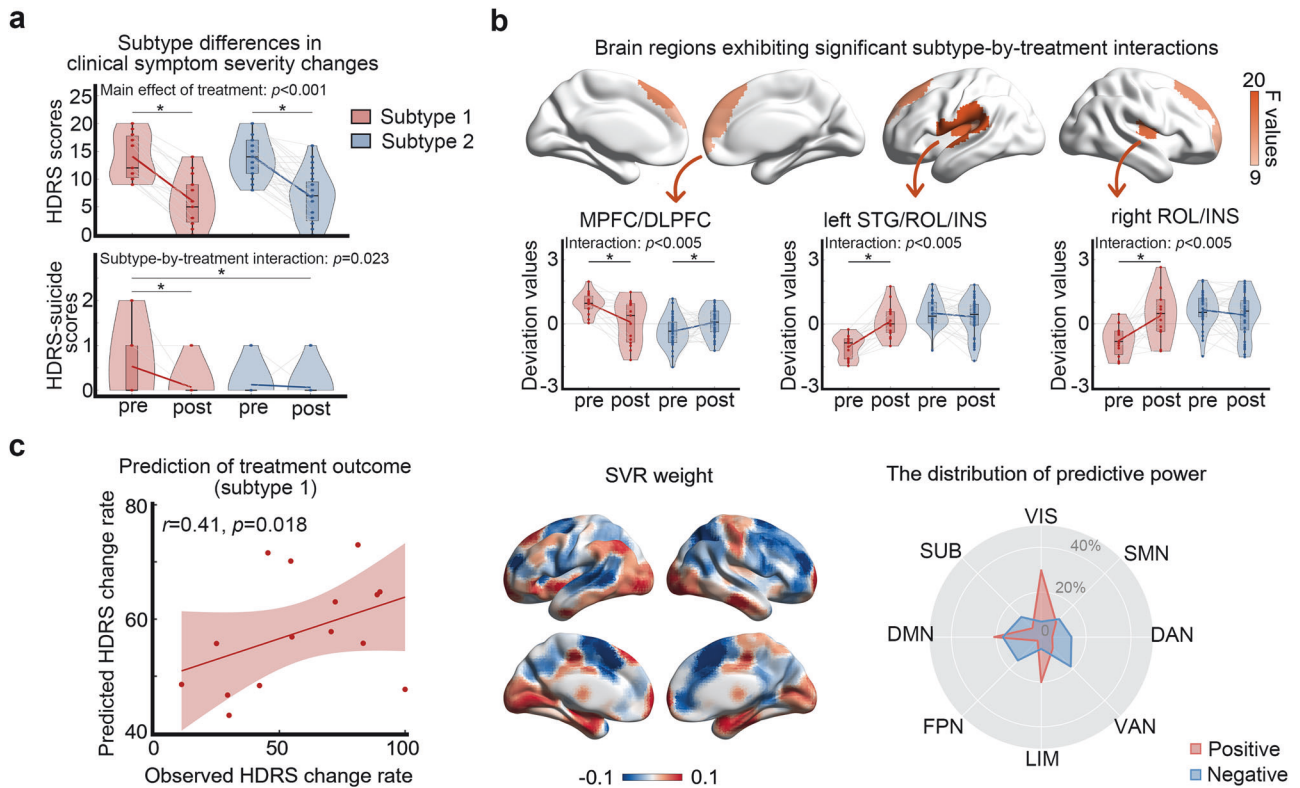 a
Subtype differences in
clinical symptom severity changes
Main effect of treatment: p<0.001
25
20
15
10
5
0
HDRS scores
*
*
Subtype 1
Subtype 2
Subtype-by-treatment interaction: p=0.023
*
*
2
1
0
HDRS-suicide
scores
pre
post
pre
post
b
Brain regions exhibiting significant subtype-by-treatment interactions
20
F values
9
MPFC/DLPFC
left STG/ROL/INS
right ROL/INS
Interaction: p<0.005
Interaction: p<0.005
Interaction: p<0.005
Deviation values
3
0
-3
*
*
pre post
pre post
Deviation values
3
0
-3
*
pre post
pre post
Deviation values
3
0
-3
*
pre post
pre post
c
Prediction of treatment outcome
(subtype 1)
r=0.41, p=0.018
80
60
40
Predicted HDRS change rate
0
50
100
Observed HDRS change rate
SVR weight
-0.1
0.1
The distribution of predictive power
VIS
SMN
DAN
VAN
LIM
FPN
DMN
SUB
40%
20%
0
Positive
Negative